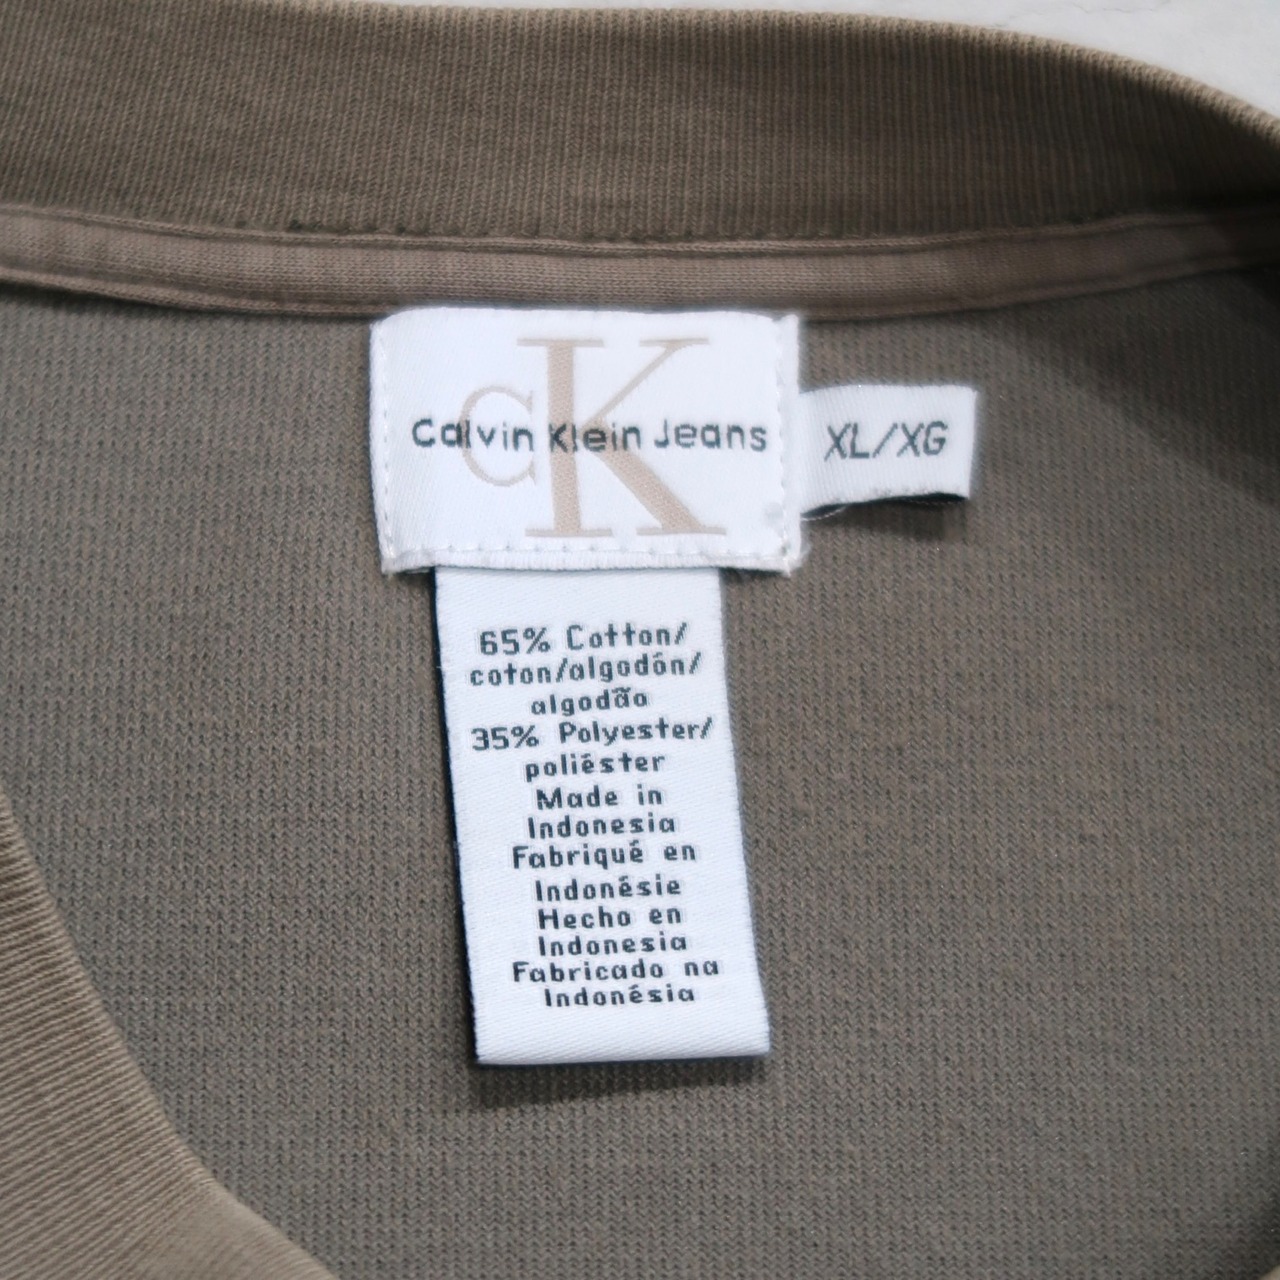 CK
Calvin Klein Jeans
XL/XG
65% Cotton/
coton/algodón/
algodão
35% Polyester/
poliéster
Made in
Indonesia
Fabriqué en
Indonésie
Hecho en
Indonesia
Fabricado na
Indonésia